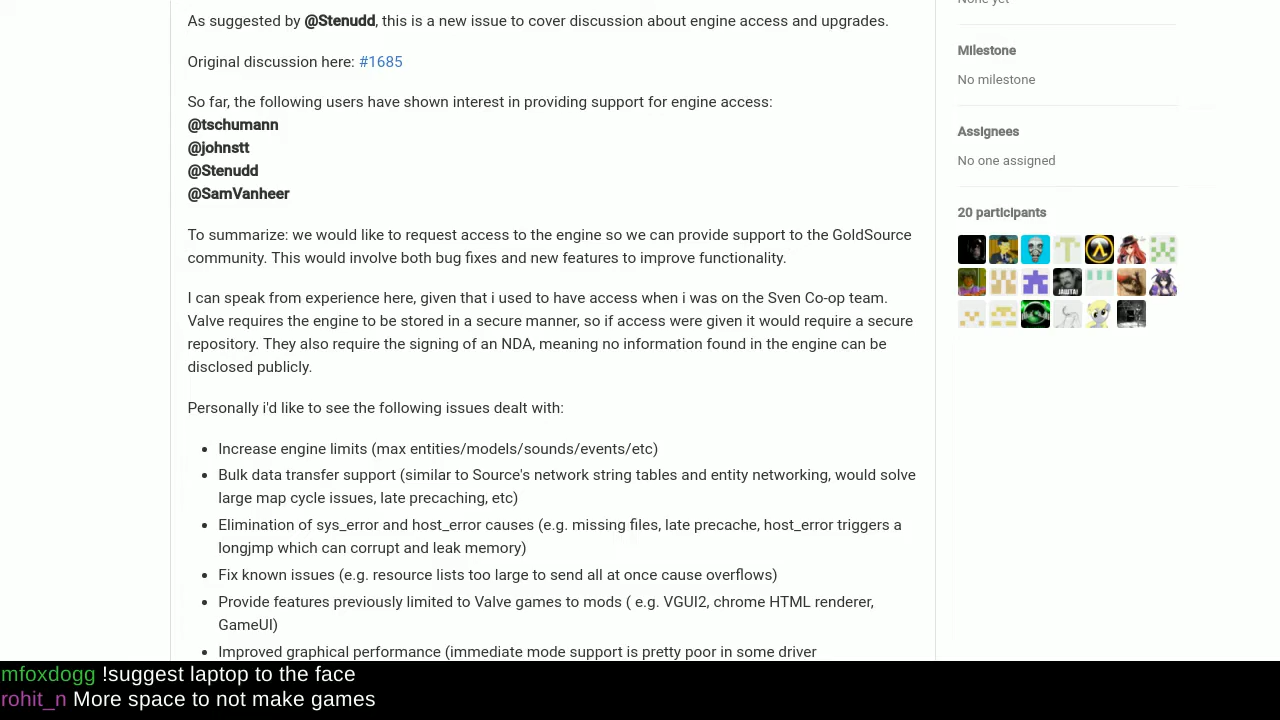 None yet
As suggested by @Stenudd, this is a new issue to cover discussion about engine access and upgrades.
Original discussion here: #1685
So far, the following users have shown interest in providing support for engine access:
@tschumann
@johnstt
@Stenudd
@SamVanheer
To summarize: we would like to request access to the engine so we can provide support to the GoldSource
community. This would involve both bug fixes and new features to improve functionality.
I can speak from experience here, given that i used to have access when i was on the Sven Co-op team.
Valve requires the engine to be stored in a secure manner, so if access were given it would require a secure
repository. They also require the signing of an NDA, meaning no information found in the engine can be
disclosed publicly.
Personally i'd like to see the following issues dealt with:
• Increase engine limits (max entities/models/sounds/events/etc)
• Bulk data transfer support (similar to Source's network string tables and entity networking, would solve
large map cycle issues, late precaching, etc)
• Elimination of sys_error and host_error causes (e.g. missing files, late precache, host_error triggers a
longjmp which can corrupt and leak memory)
• Fix known issues (e.g. resource lists too large to send all at once cause overflows)
• Provide features previously limited to Valve games to mods ( e.g. VGUI2, chrome HTML renderer,
GameUI)
• Improved graphical performance (immediate mode support is pretty poor in some driver
Milestone
No milestone
Assignees
No one assigned
20 participants
mfoxdogg !suggest laptop to the face
rohit_n More space to not make games